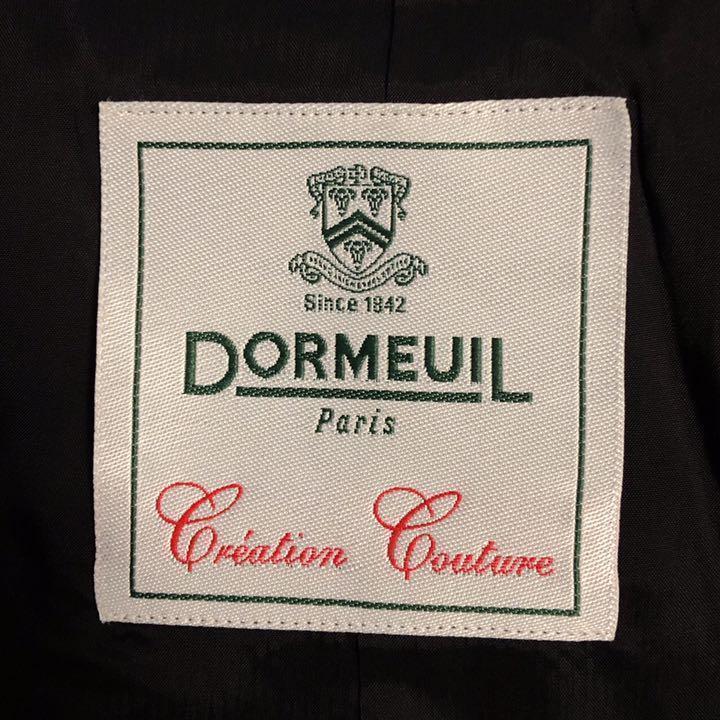 Since 1842
DORMEUIL
Paris
Création Couture